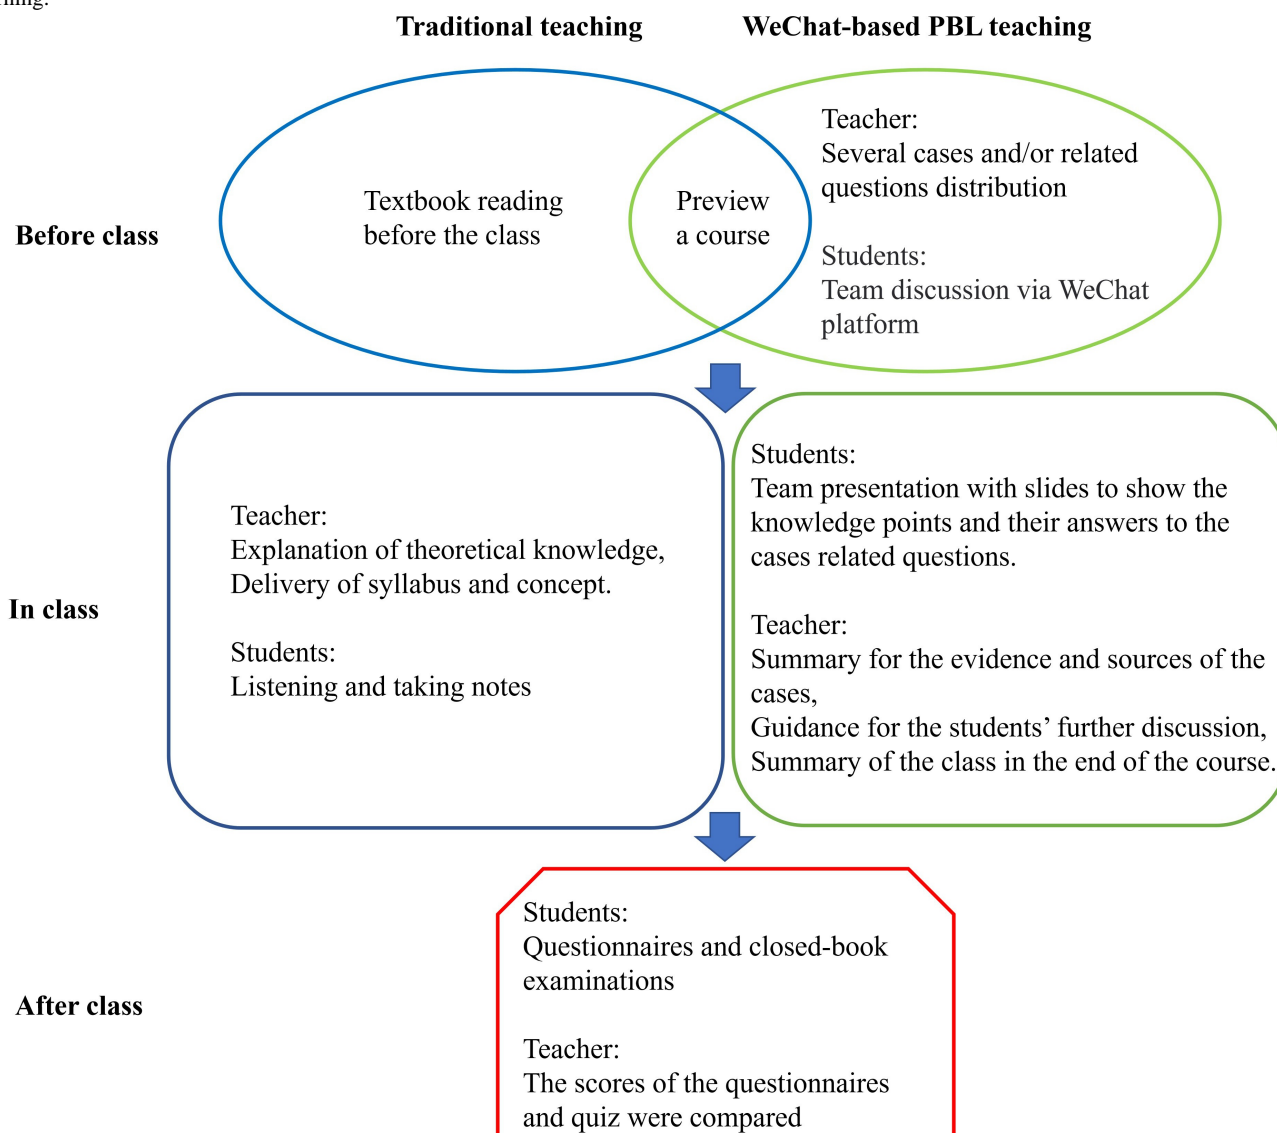 Traditional teaching
WeChat-based PBL teaching
Before class
Textbook reading
before the class
Preview
a course
Teacher:
Several cases and/or related
questions distribution
Students:
Team discussion via WeChat
platform
In class
Teacher:
Explanation of theoretical knowledge,
Delivery of syllabus and concept.
Students:
Listening and taking notes
Students:
Team presentation with slides to show the
knowledge points and their answers to the
cases related questions.
Teacher:
Summary for the evidence and sources of the
cases,
Guidance for the students’ further discussion,
Summary of the class in the end of the course.
After class
Students:
Questionnaires and closed-book
examinations
Teacher:
The scores of the questionnaires
and quiz were compared